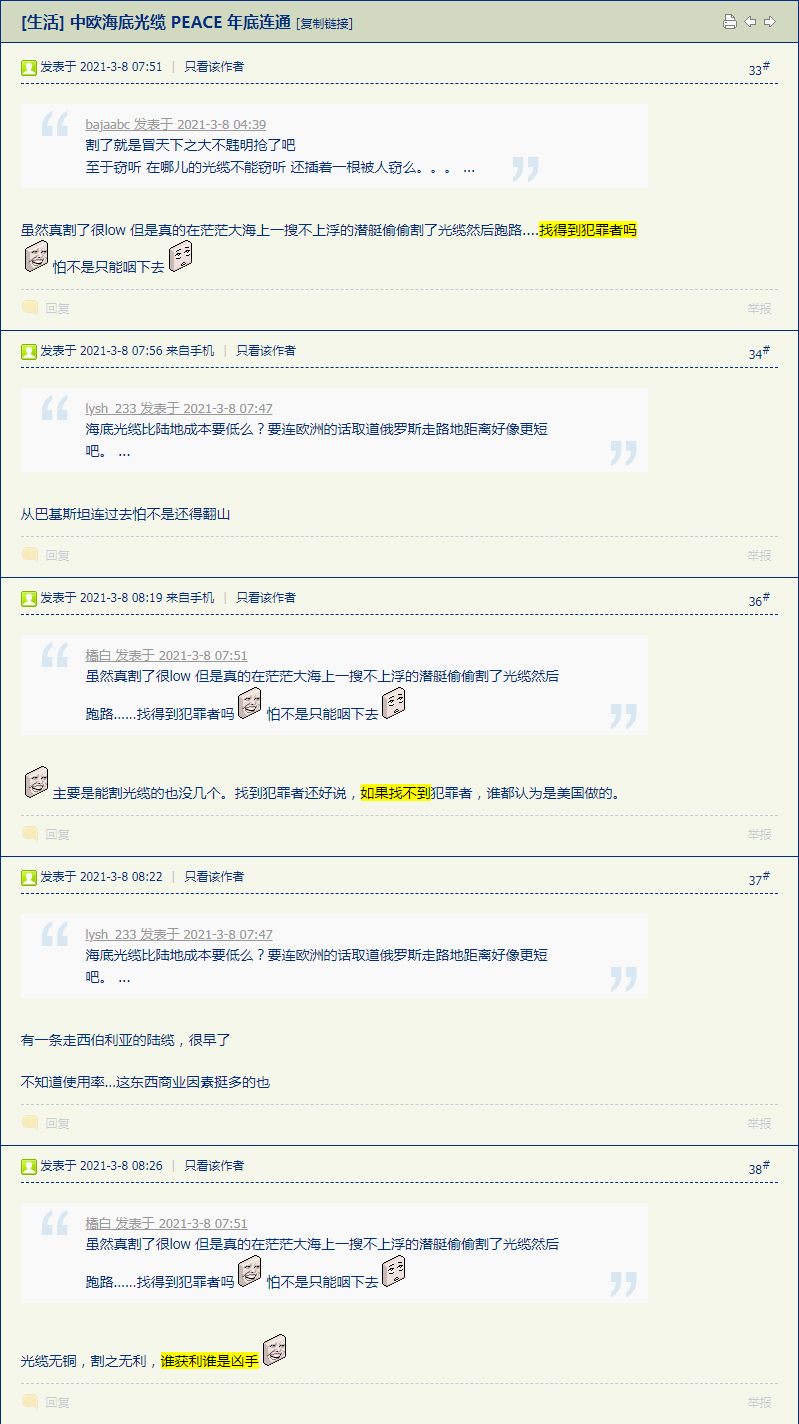 [生活] 中欧海底光缆 PEACE 年底连通 [复制链接]
发表于 2021-3-8 07:51 | 只看该作者 33#
bajaabc 发表于 2021-3-8 04:39
割了就是冒天下之大不韪明抢了吧
至于窃听 在哪儿的光缆不能窃听 还插着一根被人窃么。。。 ...
虽然真割了很low 但是真的在茫茫大海上一搜不上浮的潜艇偷偷割了光缆然后跑路....找得到犯罪者吗
怕不是只能咽下去
回复 举报
发表于 2021-3-8 07:56 来自手机 | 只看该作者 34#
lysh_233 发表于 2021-3-8 07:47
海底光缆比陆地成本要低么？要连欧洲的话取道俄罗斯走路地距离好像更短
吧。 ...
从巴基斯坦连过去怕不是还得翻山
回复 举报
发表于 2021-3-8 08:19 来自手机 | 只看该作者 36#
橘白 发表于 2021-3-8 07:51
虽然真割了很low 但是真的在茫茫大海上一搜不上浮的潜艇偷偷割了光缆然后
跑路......找得到犯罪者吗 怕不是只能咽下去
主要是能割光缆的也没几个。找到犯罪者还好说，如果找不到犯罪者，谁都认为是美国做的。
回复 举报
发表于 2021-3-8 08:22 | 只看该作者 37#
lysh_233 发表于 2021-3-8 07:47
海底光缆比陆地成本要低么？要连欧洲的话取道俄罗斯走路地距离好像更短
吧。 ...
有一条走西伯利亚的陆缆，很早了
不知道使用率...这东西商业因素挺多的也
回复 举报
发表于 2021-3-8 08:26 | 只看该作者 38#
橘白 发表于 2021-3-8 07:51
虽然真割了很low 但是真的在茫茫大海上一搜不上浮的潜艇偷偷割了光缆然后
跑路......找得到犯罪者吗 怕不是只能咽下去
光缆无铜，割之无利，谁获利谁是凶手
回复 举报